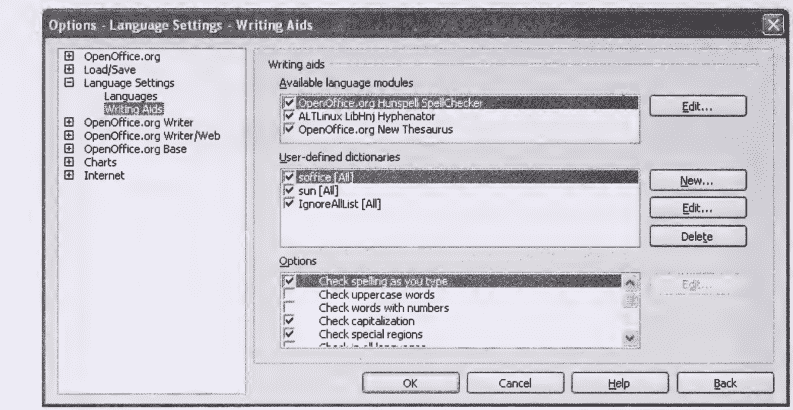 Options - Language Settings - Writing Aids
OpenOffice.org
Load/Save
Language Settings
Languages
Writing Aids
OpenOffice.org Writer
OpenOffice.org Writer/Web
OpenOffice.org Base
Charts
Internet
Writing aids
Available language modules
OpenOffice.org Hunspell SpellChecker
ALTLinux LibHnj Hyphenator
OpenOffice.org New Thesaurus
Edit...
User-defined dictionaries
soffice [All]
sun [All]
IgnoreAllList [All]
New...
Edit...
Delete
Options
Check spelling as you type
Check uppercase words
Check words with numbers
Check capitalization
Check special regions
Check in all languages
Edit...
OK
Cancel
Help
Back